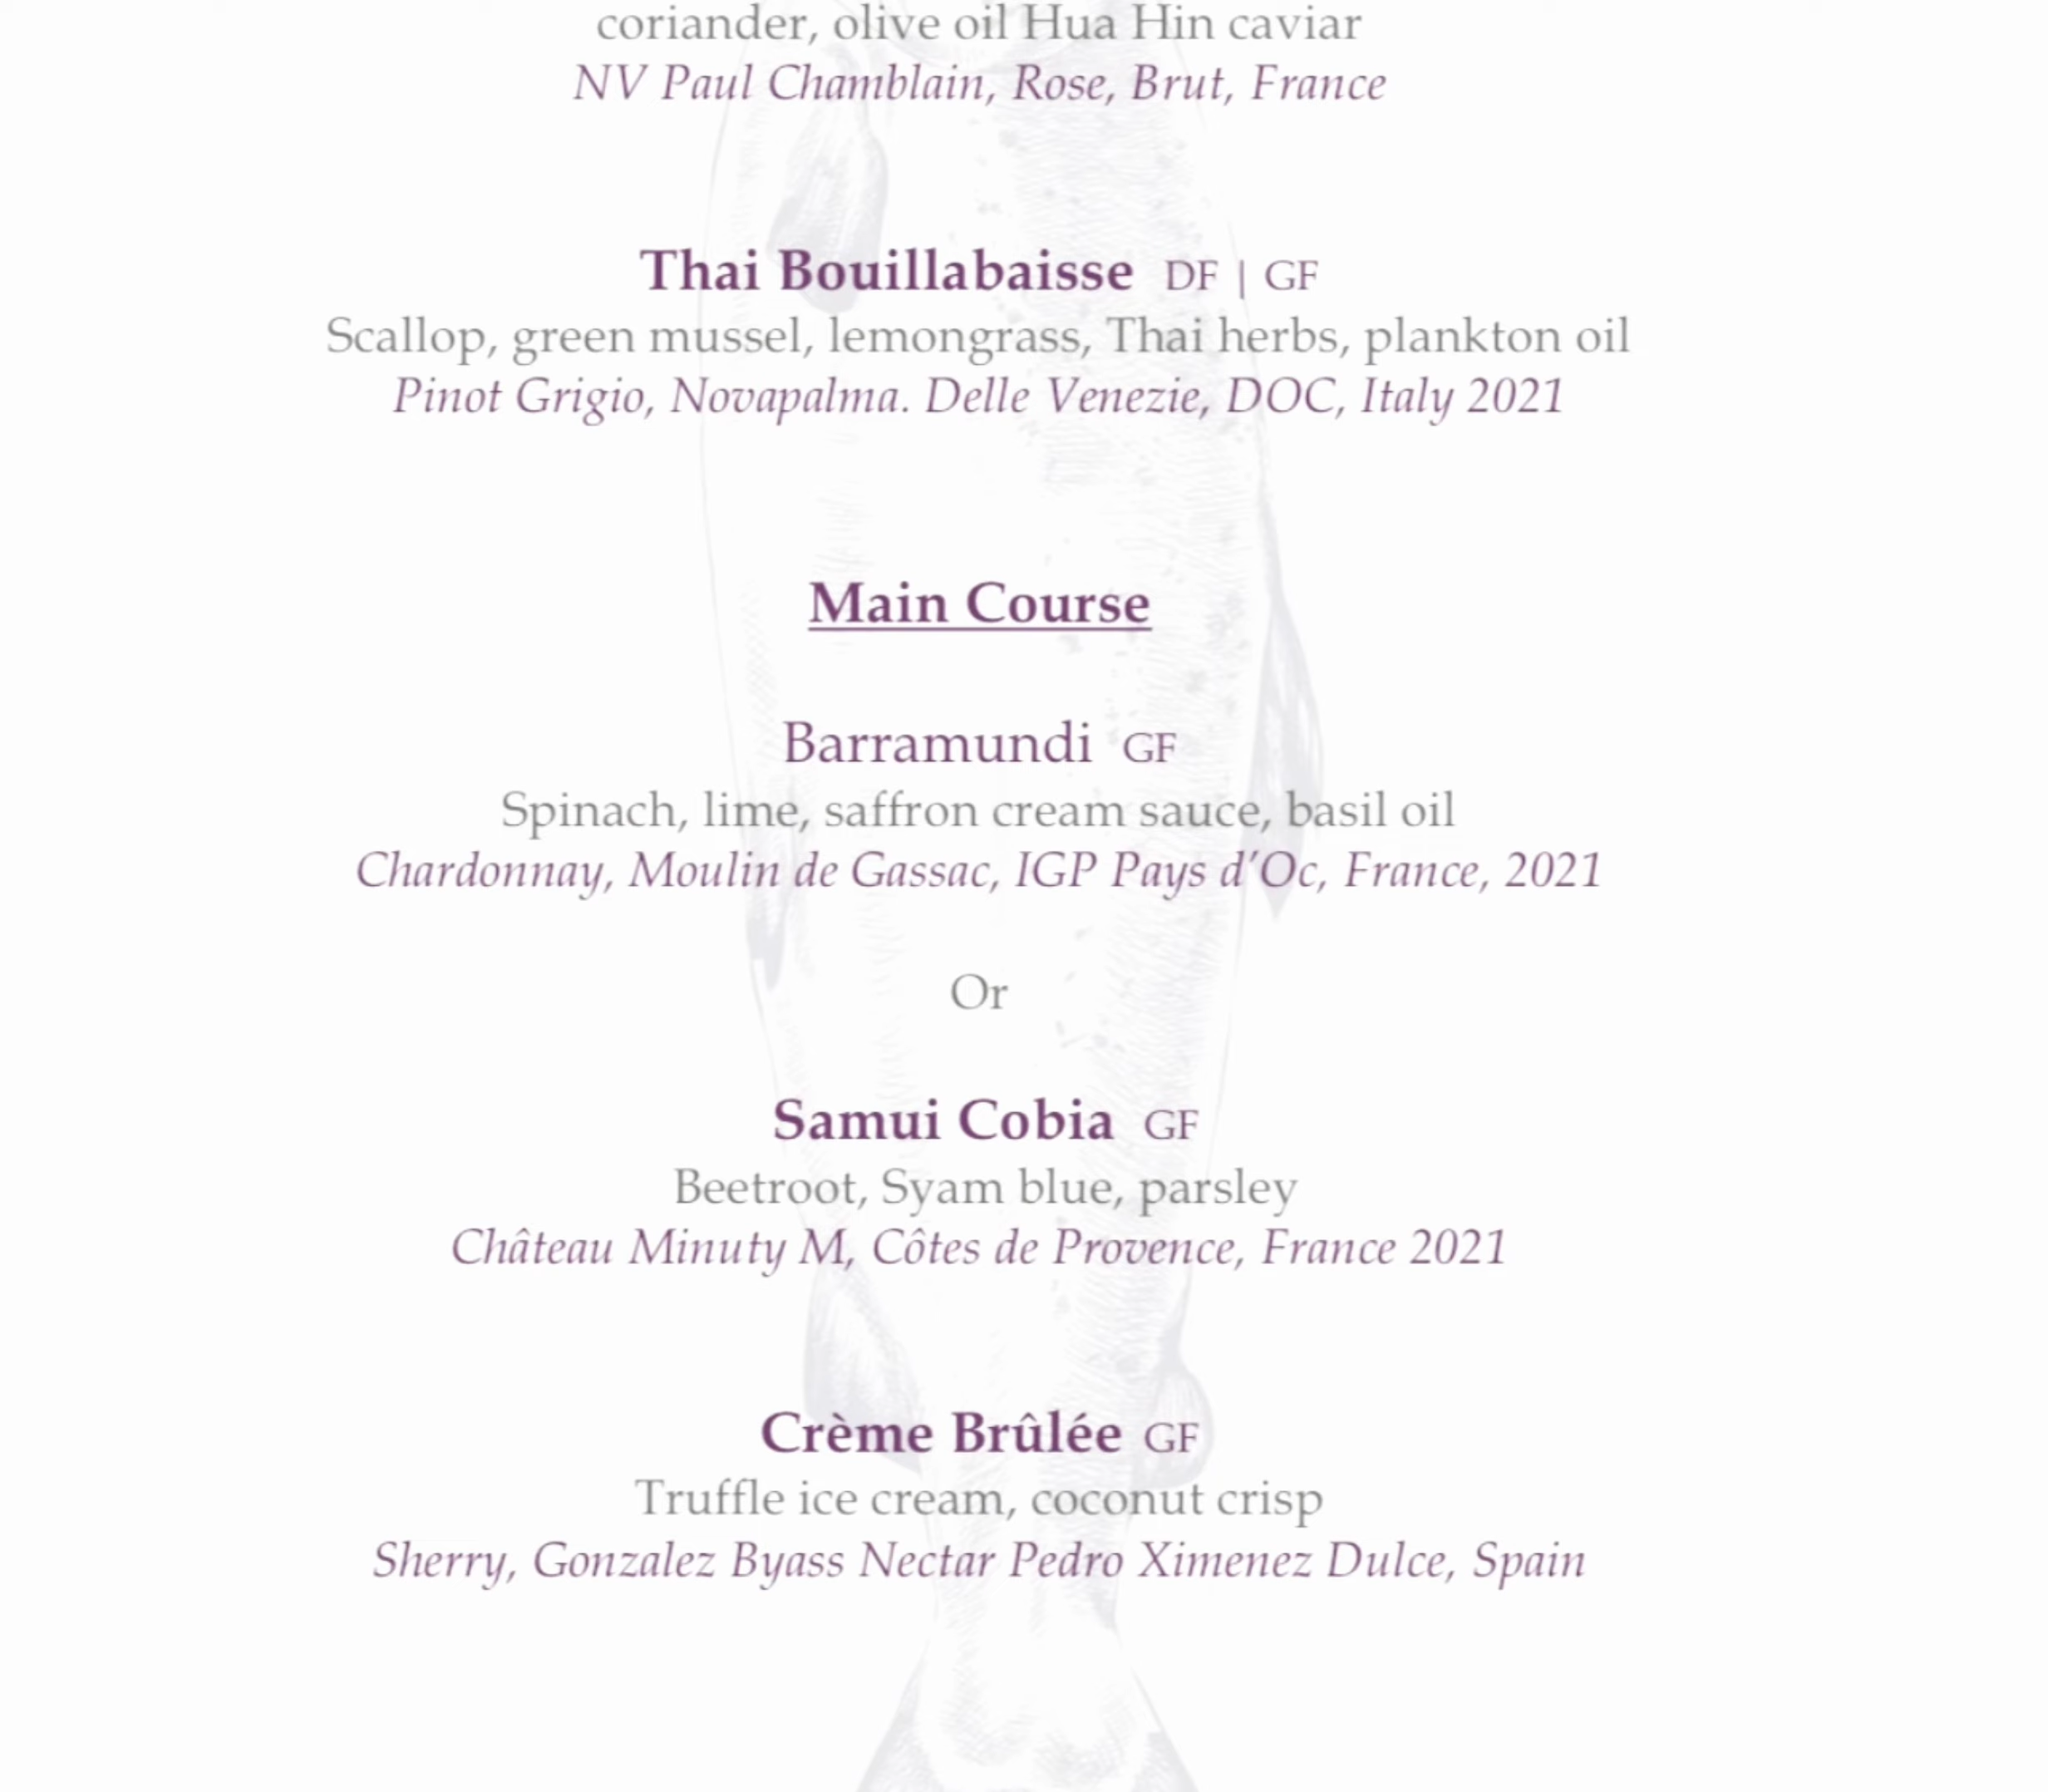 coriander, olive oil Hua Hin caviar
NV Paul Chamblain, Rose, Brut, France
Thai Bouillabaisse DF | GF
Scallop, green mussel, lemongrass, Thai herbs, plankton oil
Pinot Grigio, Novapalma. Delle Venezie, DOC, Italy 2021
Main Course
Barramundi GF
Spinach, lime, saffron cream sauce, basil oil
Chardonnay, Moulin de Gassac, IGP Pays d’Oc, France, 2021
Or
Samui Cobia GF
Beetroot, Syam blue, parsley
Château Minuty M, Côtes de Provence, France 2021
Crème Brûlée GF
Truffle ice cream, coconut crisp
Sherry, Gonzalez Byass Nectar Pedro Ximenez Dulce, Spain